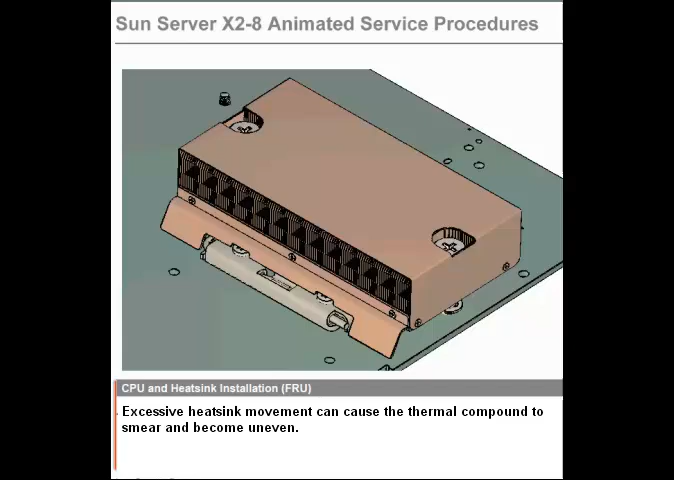 Sun Server X2-8 Animated Service Procedures
CPU and Heatsink Installation (FRU)
Excessive heatsink movement can cause the thermal compound to
smear and become uneven.